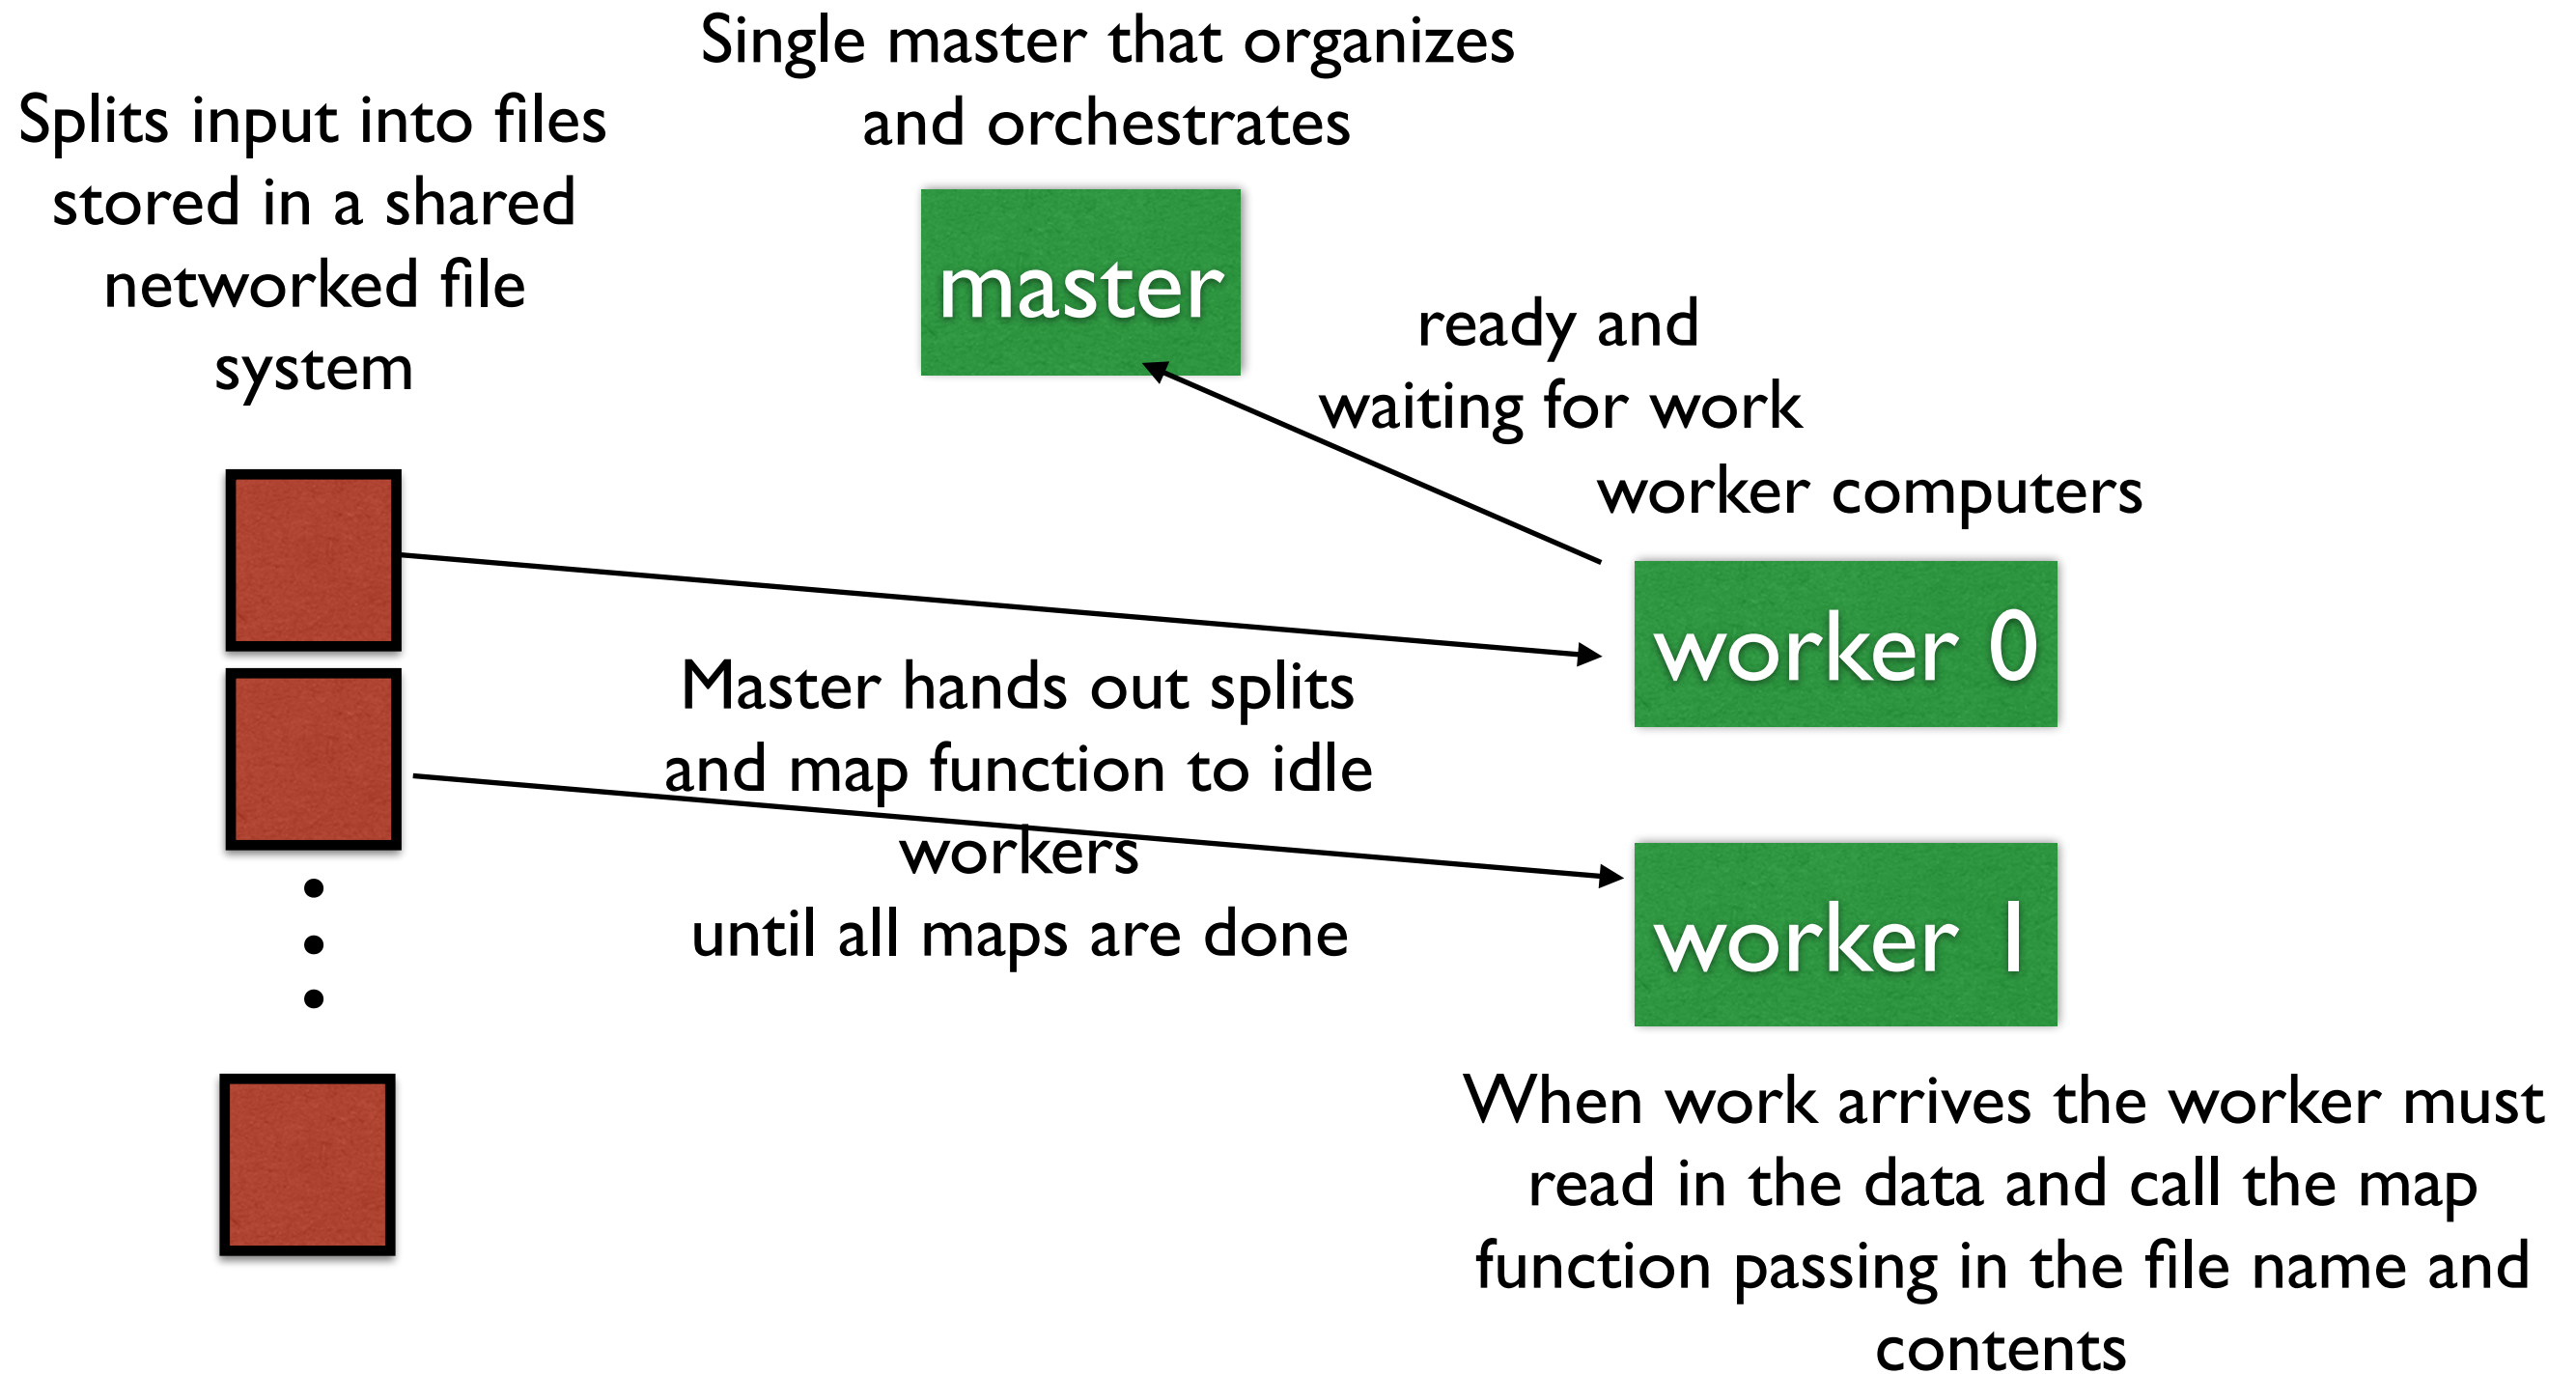 Single master that organizes
and orchestrates
Splits input into files
stored in a shared
networked file
system
master
ready and
waiting for work
worker computers
worker 0
Master hands out splits
and map function to idle
workers
until all maps are done
worker 1
When work arrives the worker must
read in the data and call the map
function passing in the file name and
contents